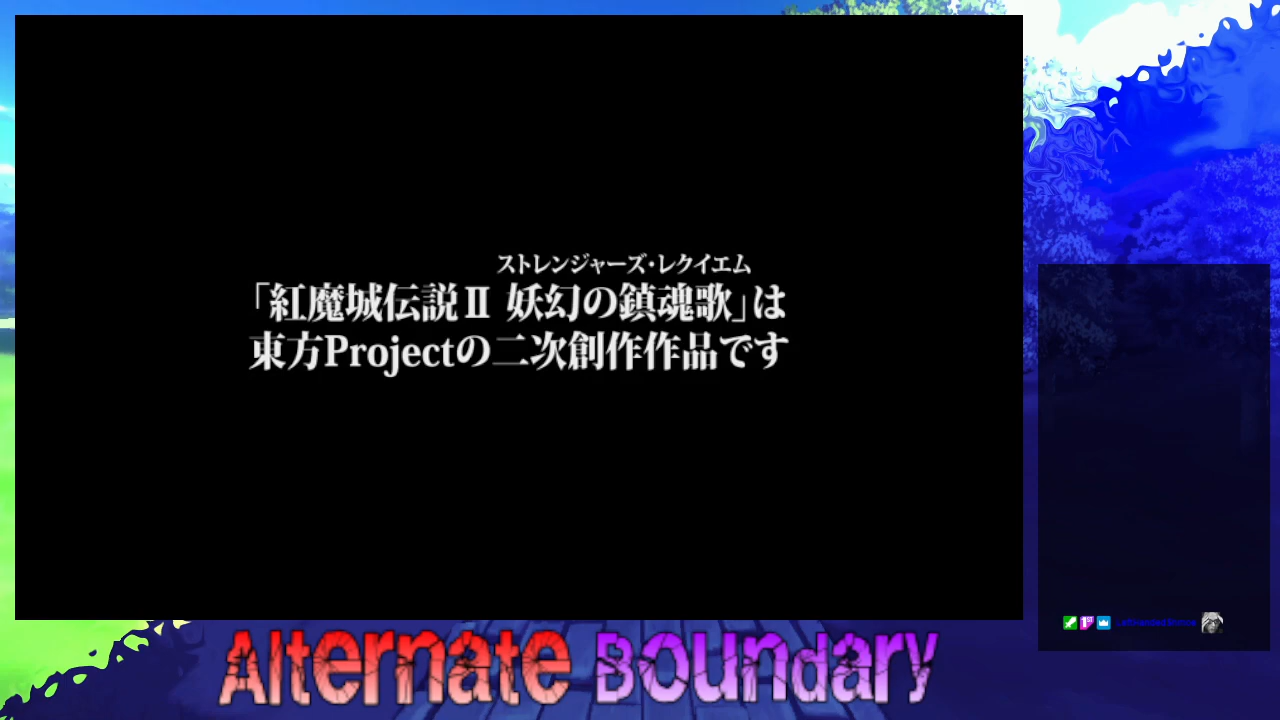 ストレンジャーズ・レクイエム
「紅魔城伝説Ⅱ 妖幻の鎮魂歌」は
東方Projectの二次創作作品です
1ST
Alternate Boundary